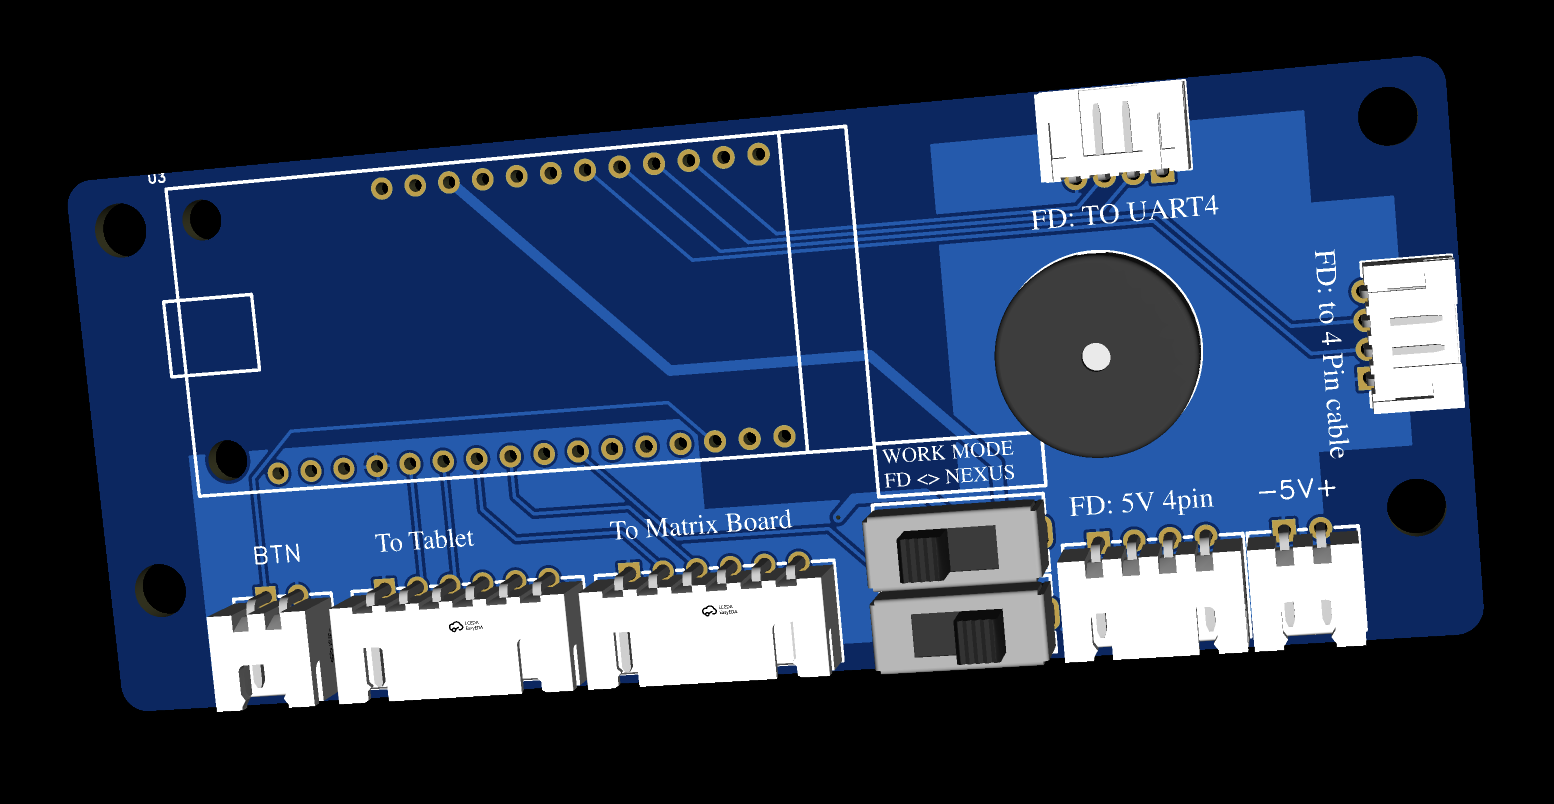 U3
FD: TO UART4
FD: to 4 Pin cable
WORK MODE
FD <> NEXUS
FD: 5V 4pin
-5V+
To Matrix Board
To Tablet
BTN
LCEDA
EasyEDA
LCEDA
EasyEDA